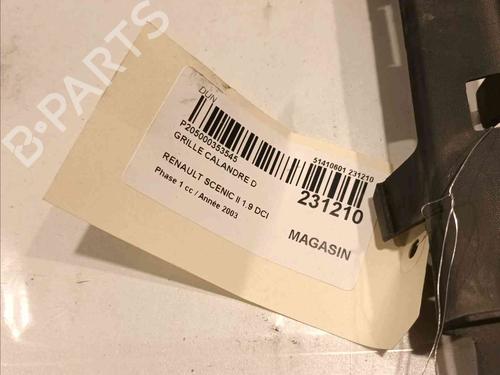 B-PARTS
DUN
P205000353545
GRILLE CALANDRE D
RENAULT SCENIC II 1.9 DCI
Phase 1 cc / Année 2003
51410601 231210
231210
MAGASIN